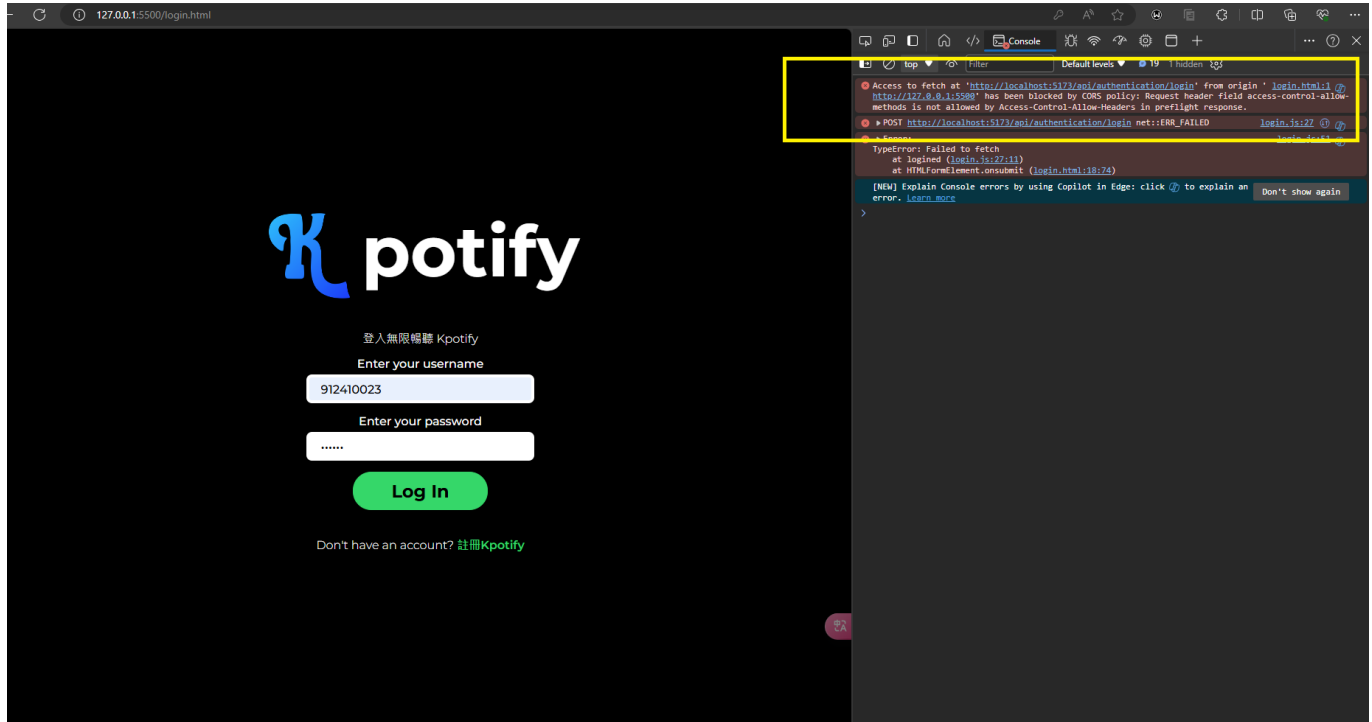 127.0.0.1:5500/login.html
Console
top
Filter
Default levels
19
1 hidden
Access to fetch at 'http://localhost:5173/api/authentication/login' from origin ' login.html:1
http://127.0.0.1:5500' has been blocked by CORS policy: Request header field access-control-allow-
methods is not allowed by Access-Control-Allow-Headers in preflight response.
POST http://localhost:5173/api/authentication/login net::ERR_FAILED login.js:27
Error: login.js:51
TypeError: Failed to fetch
at logined (login.js:27:11)
at HTMLFormElement.onsubmit (login.html:18:74)
[NEW] Explain Console errors by using Copilot in Edge: click to explain an
error. Learn more
Don't show again
K potify
登入無限暢聽 Kpotify
Enter your username
912410023
Enter your password
......
Log In
Don't have an account? 註冊Kpotify